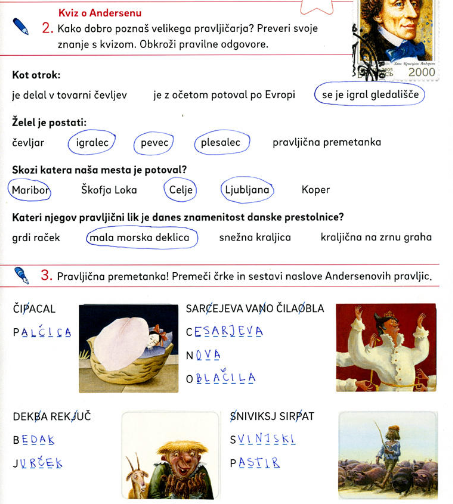 Kviz o Andersenu
2. Kako dobro poznaš velikega pravljičarja? Preveri svoje
znanje s kvizom. Obkroži pravilne odgovore.
2000
Kot otrok:
je delal v tovarni čevljev je z očetom potoval po Evropi se je igral gledališče
Želel je postati:
čevljar igralec pevec plesalec pravljična premetanka
Skozi katera naša mesta je potoval?
Maribor Škofja Loka Celje Ljubljana Koper
Kateri njegov pravljični lik je danes znamenitost danske prestolnice?
grdi raček mala morska deklica snežna kraljica kraljična na zrnu graha
3. Pravljična premetanka! Premeči črke in sestavi naslove Andersenovih pravljic.
ČIPACAL SARCEJEVA VANO ČILAOBLA
PALČICA CESARJEVA
NOVA
OBLAČILA
DEKBA REKJUČ SNIVIKSJ SIRPAT
BEDAK SVINJSKI
JURČEK PASTIR